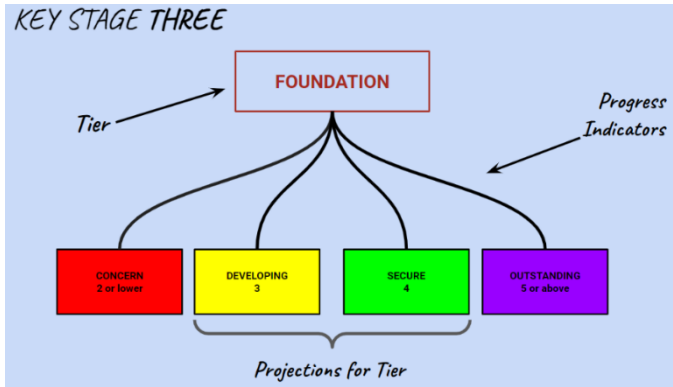 KEY STAGE THREE
FOUNDATION
Tier
Progress
Indicators
CONCERN
2 or lower
DEVELOPING
3
SECURE
4
OUTSTANDING
5 or above
Projections for Tier